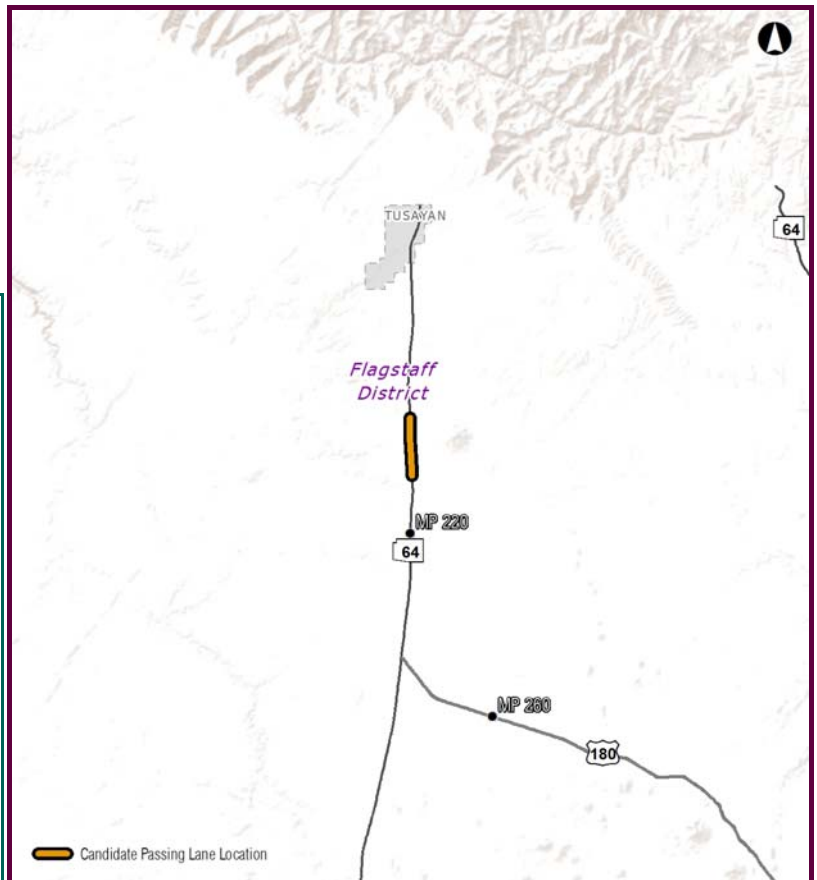 TUSAYAN
64
Flagstaff
District
MP 220
64
MP 260
180
Candidate Passing Lane Location